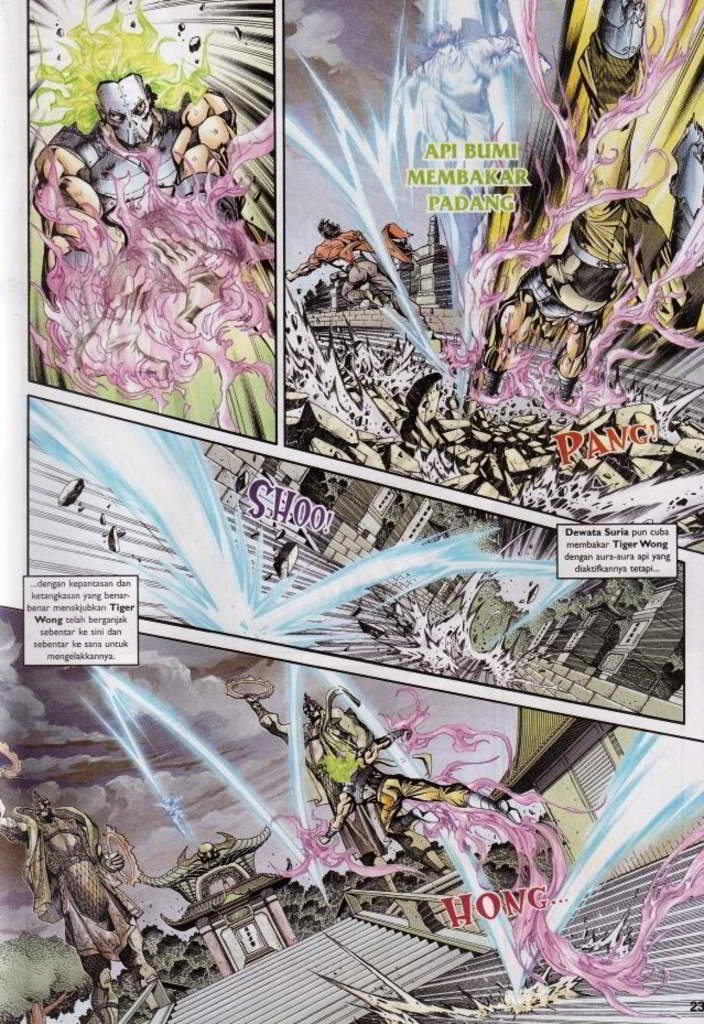 API BUMI
MEMBAKAR
PADANG
PANG!
SHOO!
Dewata Suria pun cuba
membakar Tiger Wong
dengan aura-aura api yang
diaktifkannya tetapi...
...dengan kepantasan dan
ketangkasan yang benar-
benar menakjubkan Tiger
Wong telah berganjak
sebentar ke sini dan
sebentar ke sana untuk
mengelakkannya.
HONG...
23